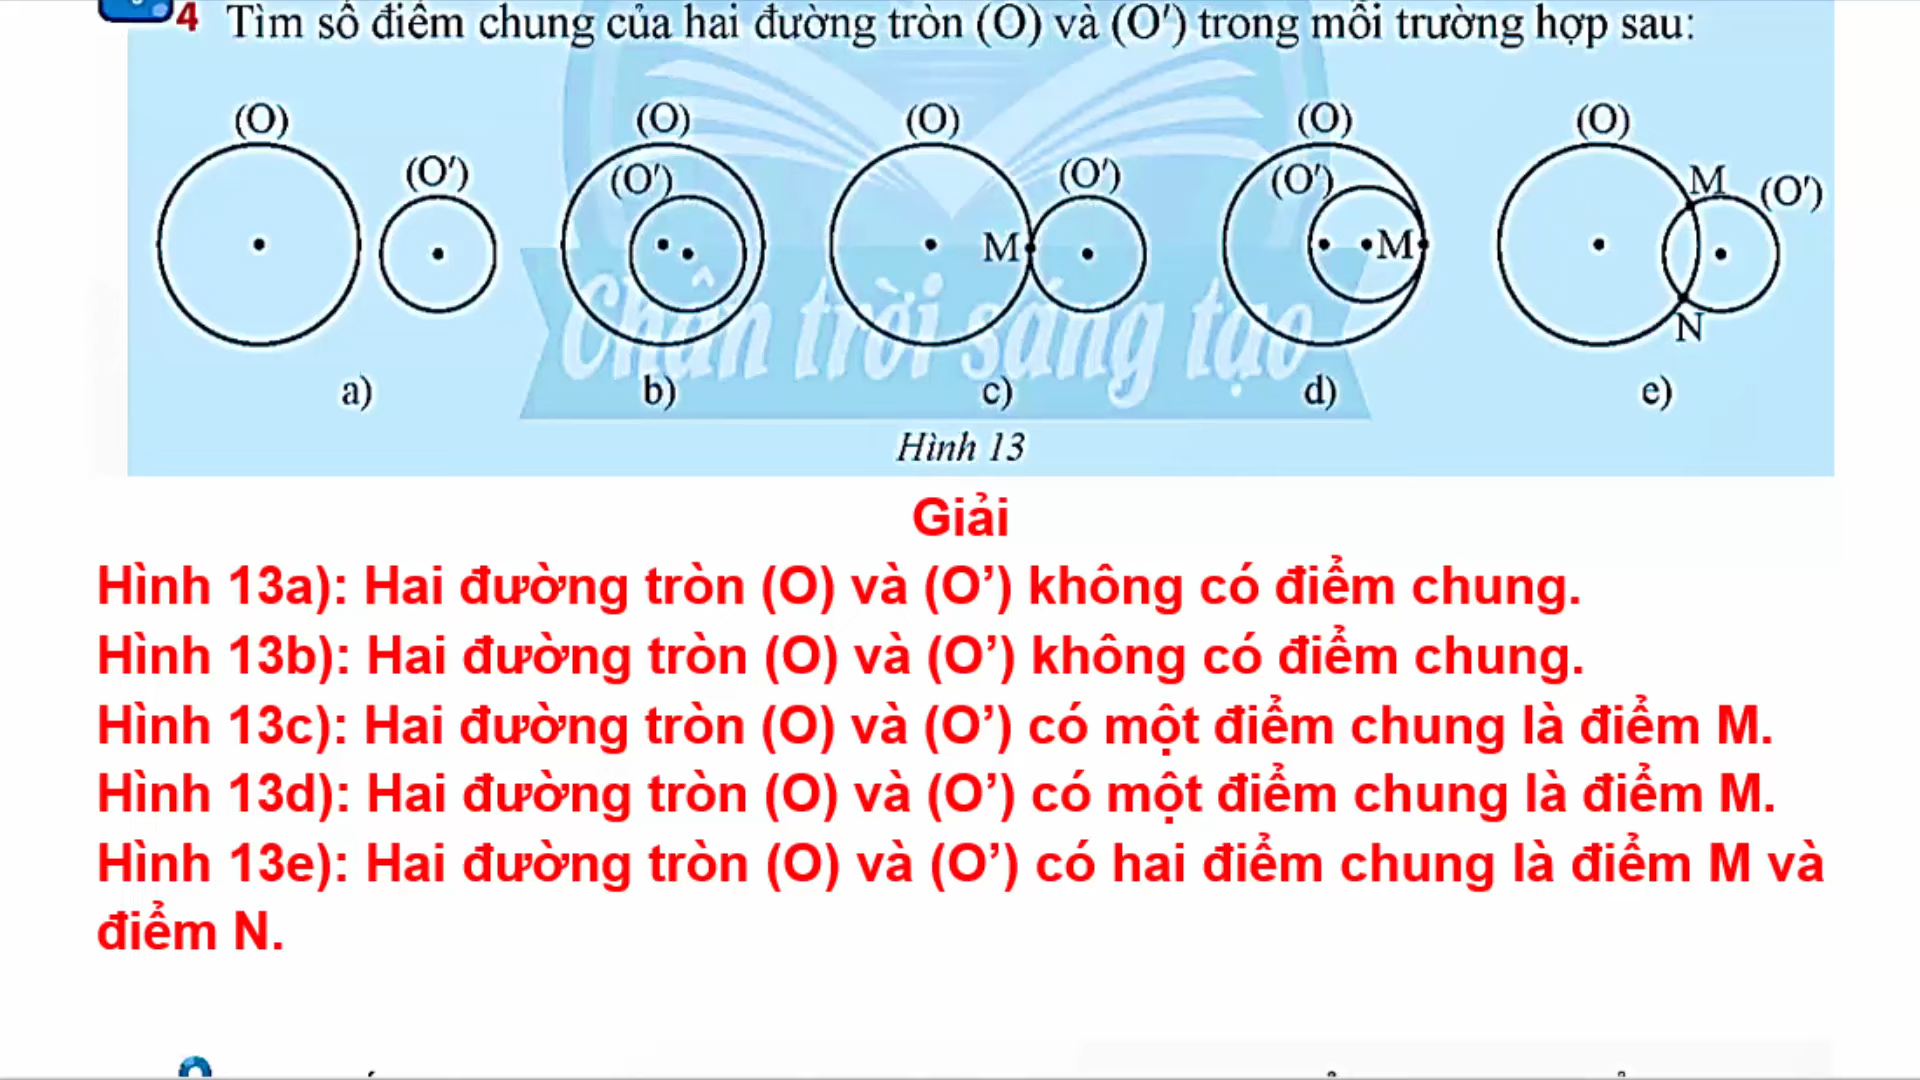 4 Tìm số điểm chung của hai đường tròn (O) và (O′) trong mỗi trường hợp sau:
(O) (O′) (O) (O′) (O) M (O′) (O) (O′) M (O) M (O′) N
Chân trời sáng tạo
a) b) c) d) e)
Hình 13
Giải
Hình 13a): Hai đường tròn (O) và (O’) không có điểm chung.
Hình 13b): Hai đường tròn (O) và (O’) không có điểm chung.
Hình 13c): Hai đường tròn (O) và (O’) có một điểm chung là điểm M.
Hình 13d): Hai đường tròn (O) và (O’) có một điểm chung là điểm M.
Hình 13e): Hai đường tròn (O) và (O’) có hai điểm chung là điểm M và
điểm N.